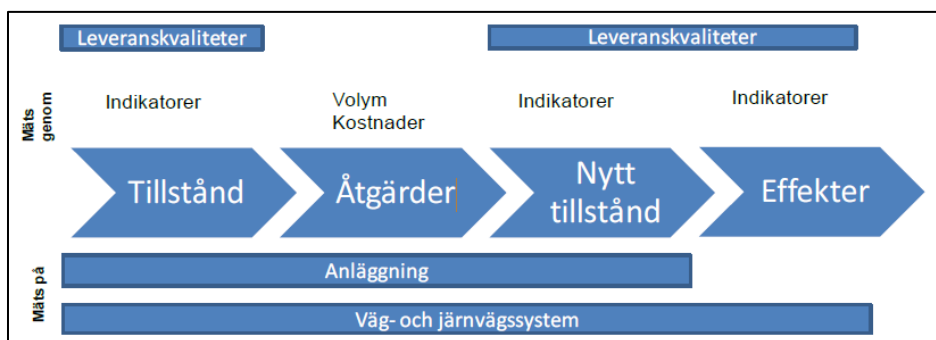 Leveranskvaliteter
Leveranskvaliteter
Mäts
genom
Indikatorer
Volym
Kostnader
Indikatorer
Indikatorer
Tillstånd
Åtgärder
Nytt
tillstånd
Effekter
Mäts på
Anläggning
Väg- och järnvägssystem